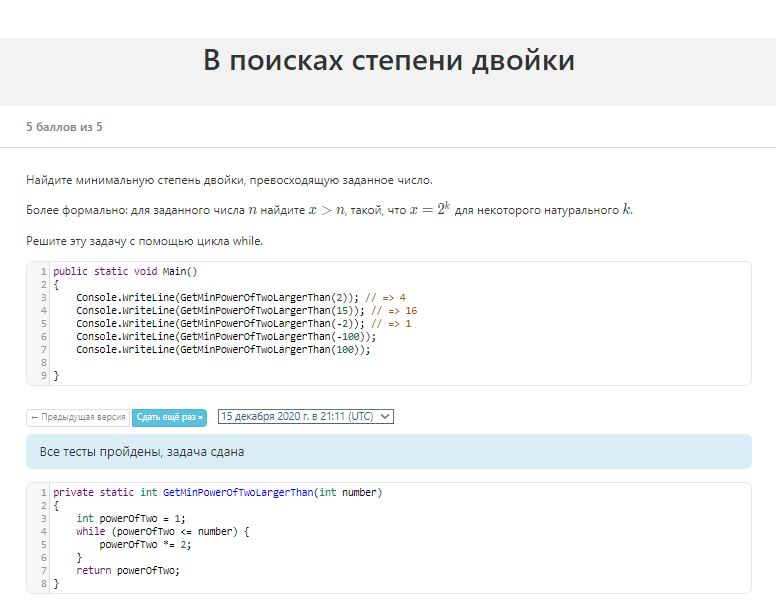 В поисках степени двойки
5 баллов из 5
Найдите минимальную степень двойки, превосходящую заданное число.
Более формально: для заданного числа n найдите x > n, такой, что x = 2^k для некоторого натурального k.
Решите эту задачу с помощью цикла while.
1 public static void Main()
2 {
3     Console.WriteLine(GetMinPowerOfTwoLargerThan(2)); // => 4
4     Console.WriteLine(GetMinPowerOfTwoLargerThan(15)); // => 16
5     Console.WriteLine(GetMinPowerOfTwoLargerThan(-2)); // => 1
6     Console.WriteLine(GetMinPowerOfTwoLargerThan(-100));
7     Console.WriteLine(GetMinPowerOfTwoLargerThan(100));
8
9 }
← Предыдущая версия Сдать ещё раз » 15 декабря 2020 г. в 21:11 (UTC)
Все тесты пройдены, задача сдана
1 private static int GetMinPowerOfTwoLargerThan(int number)
2 {
3     int powerOfTwo = 1;
4     while (powerOfTwo <= number) {
5         powerOfTwo *= 2;
6     }
7     return powerOfTwo;
8 }